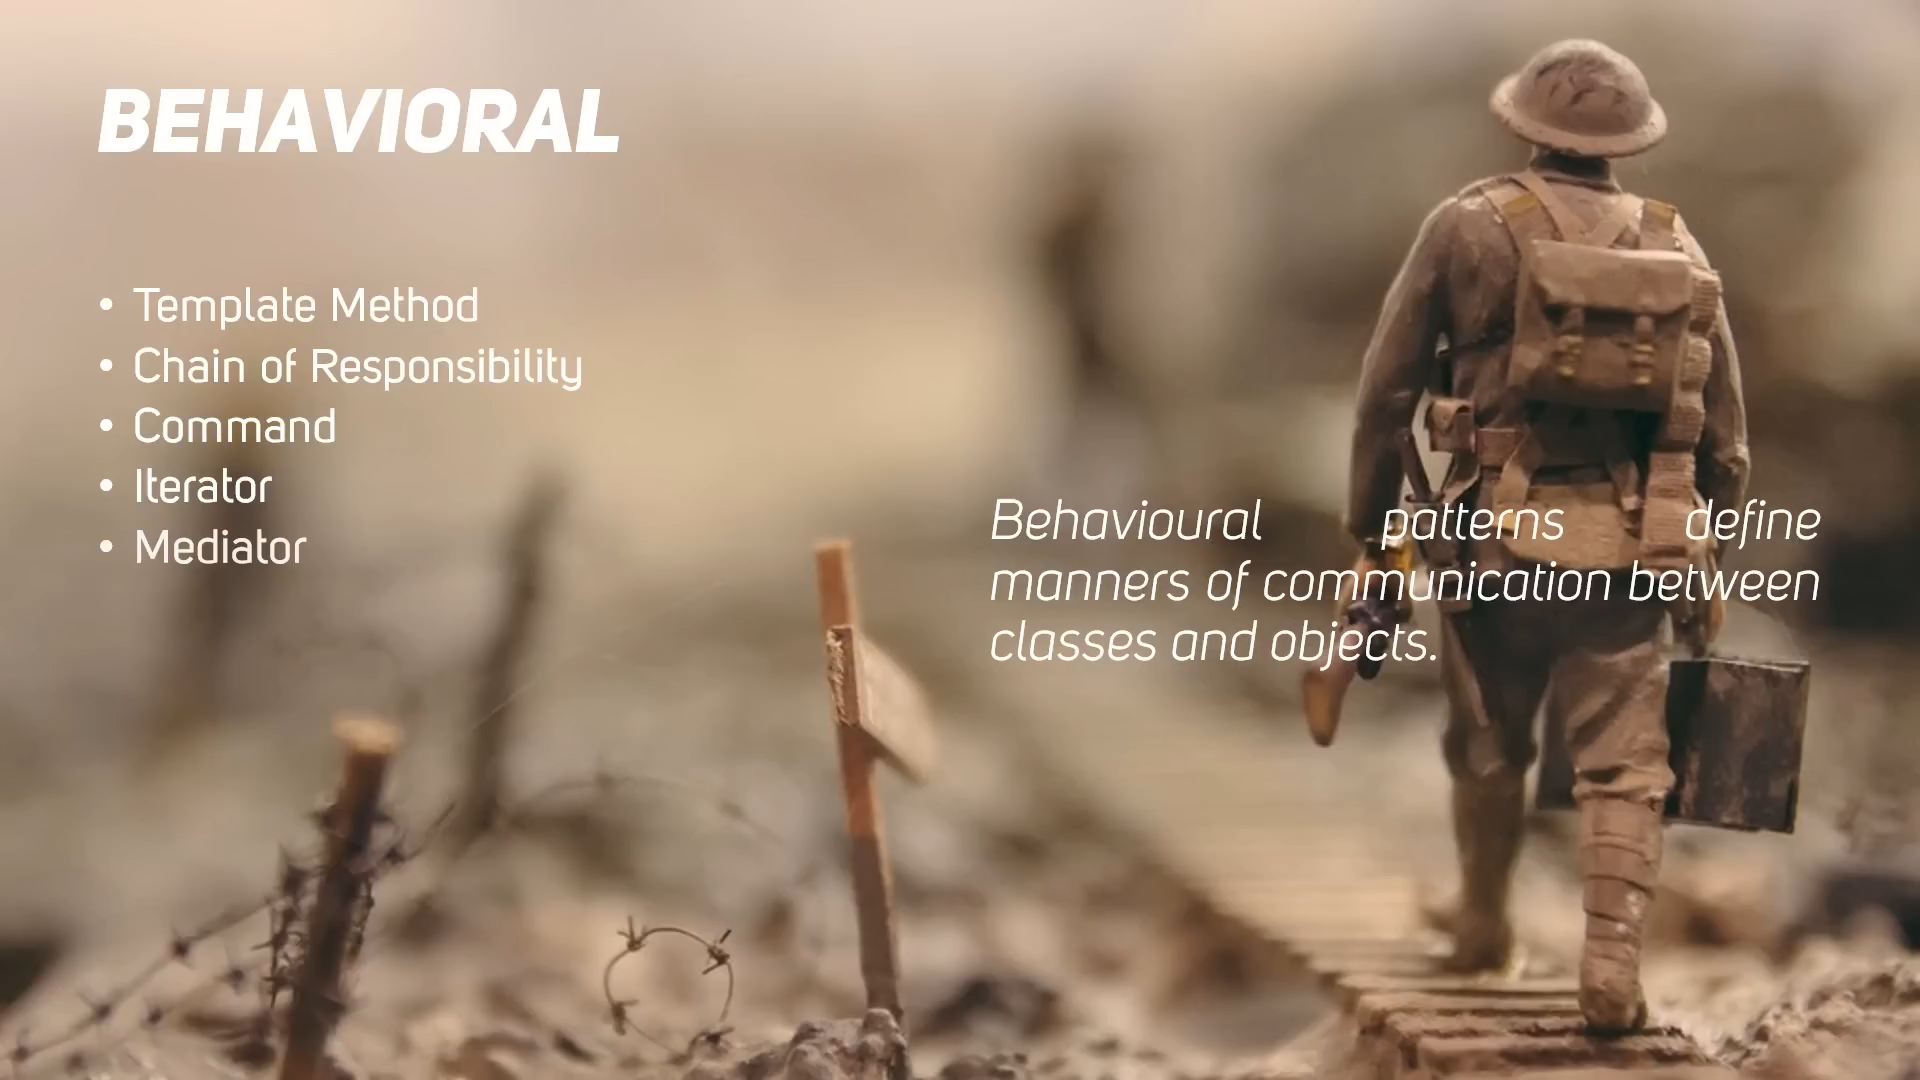 BEHAVIORAL
• Template Method
• Chain of Responsibility
• Command
• Iterator
• Mediator
Behavioural patterns define
manners of communication between
classes and objects.